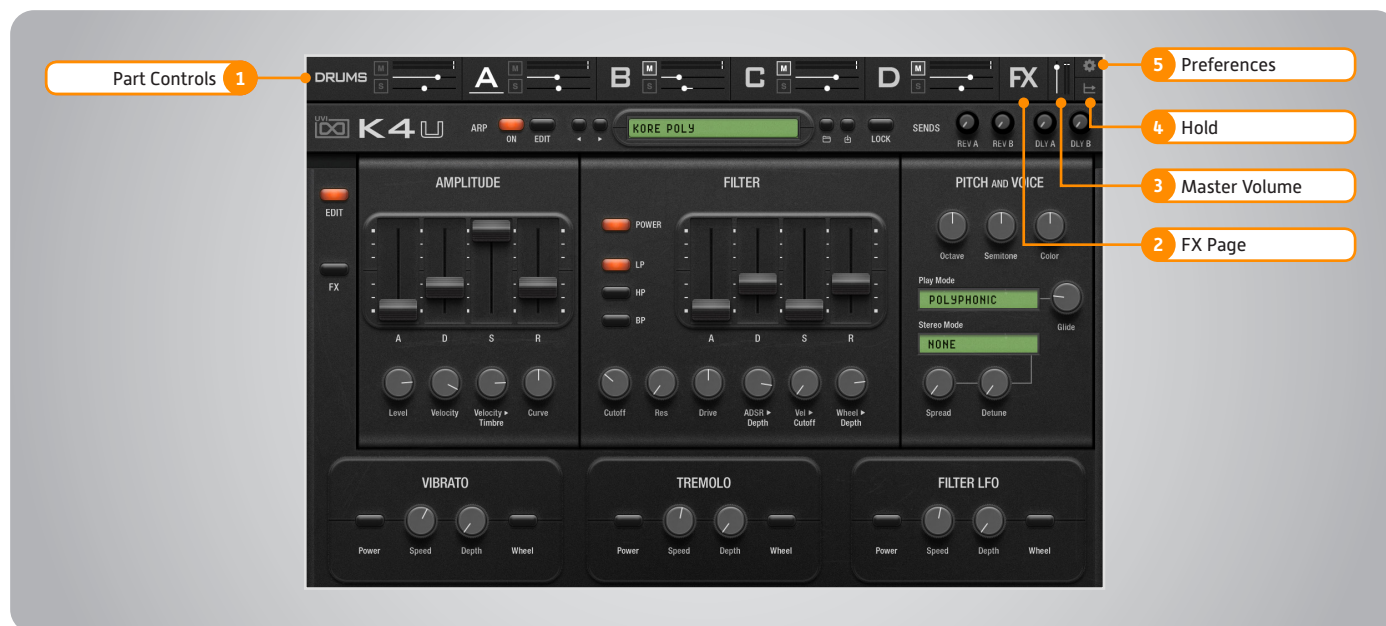 Part Controls 1
DRUMS M S A M S B M S C M S D M S FX
5 Preferences
UVI K4U ARP ON EDIT KORE POLY LOCK SENDS REV A REV B DLY A DLY B
4 Hold
3 Master Volume
2 FX Page
EDIT
FX
AMPLITUDE
A D S R
Level Velocity Velocity ▸ Timbre Curve
FILTER
POWER
LP
HP
BP
A D S R
Cutoff Res Drive ADSR ▸ Depth Vel ▸ Cutoff Wheel ▸ Depth
PITCH AND VOICE
Octave Semitone Color
Play Mode
POLYPHONIC
Glide
Stereo Mode
NONE
Spread Detune
VIBRATO
Power Speed Depth Wheel
TREMOLO
Power Speed Depth Wheel
FILTER LFO
Power Speed Depth Wheel